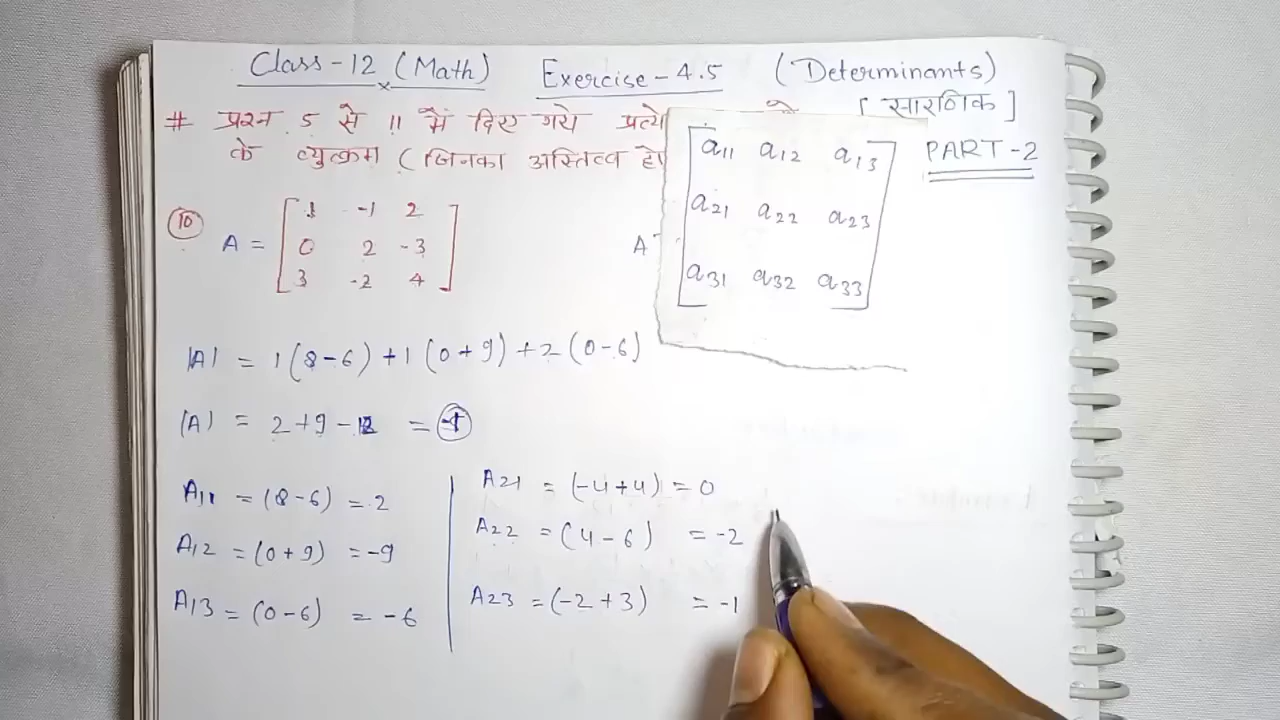 Class-12 (Math) Exercise-4.5 (Determinants)
[ सारणिक ]
# प्रश्न 5 से 11 में दिए गये प्रत्ये
के व्युत्क्रम ( जिनका अस्तित्व हो
PART-2
a11 a12 a13
a21 a22 a23
a31 a32 a33
10 A = [ 1 -1 2
0 2 -3
3 -2 4 ]
A
|A| = 1(8-6) +1(0+9) +2(0-6)
|A| = 2+9-12 = -1
A11 = (8-6) = 2
A12 = (0+9) = -9
A13 = (0-6) = -6
A21 = (-4+4) = 0
A22 = (4-6) = -2
A23 = (-2+3) = -1